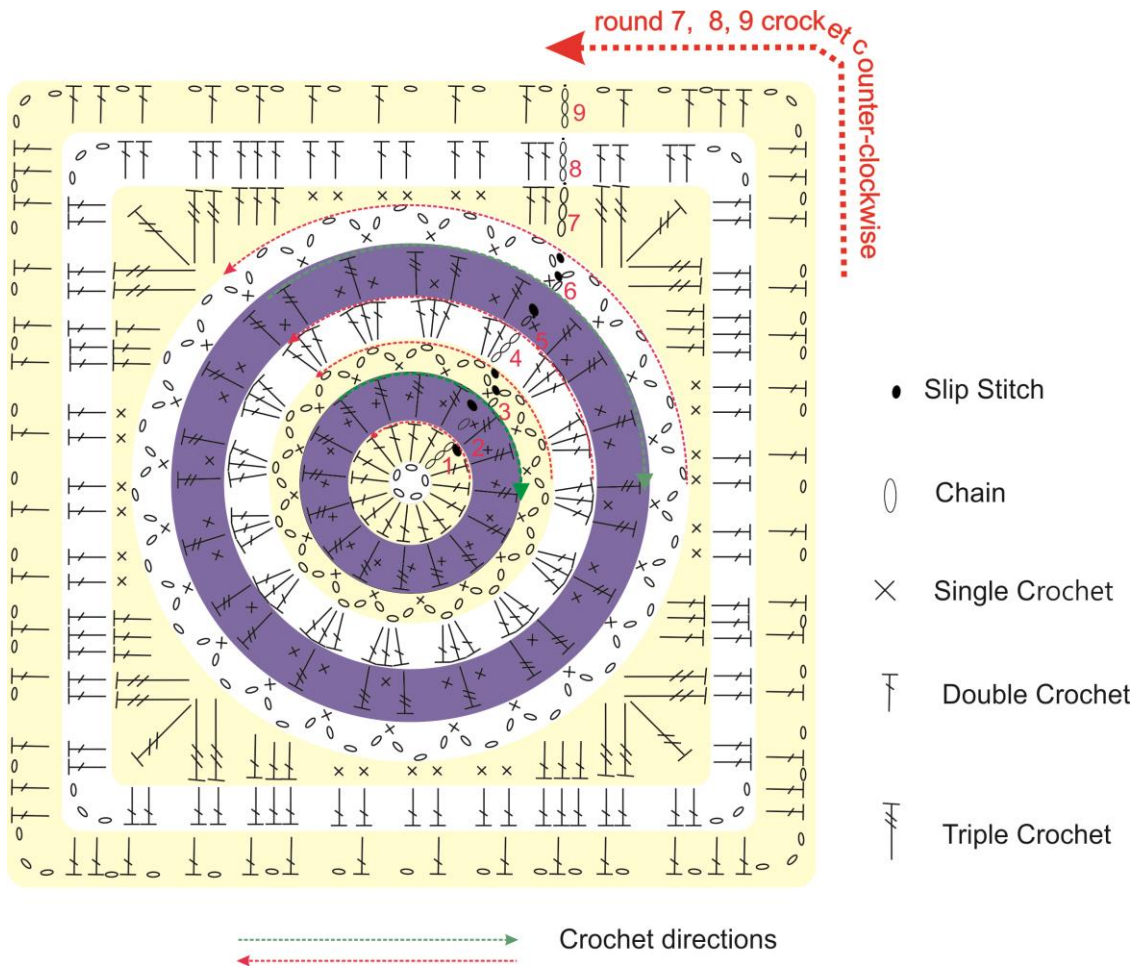 round 7, 8, 9 crocket counter-clockwise
9
8
7
6
5
4
3
2
1
Slip Stitch
Chain
Single Crochet
Double Crochet
Triple Crochet
Crochet directions